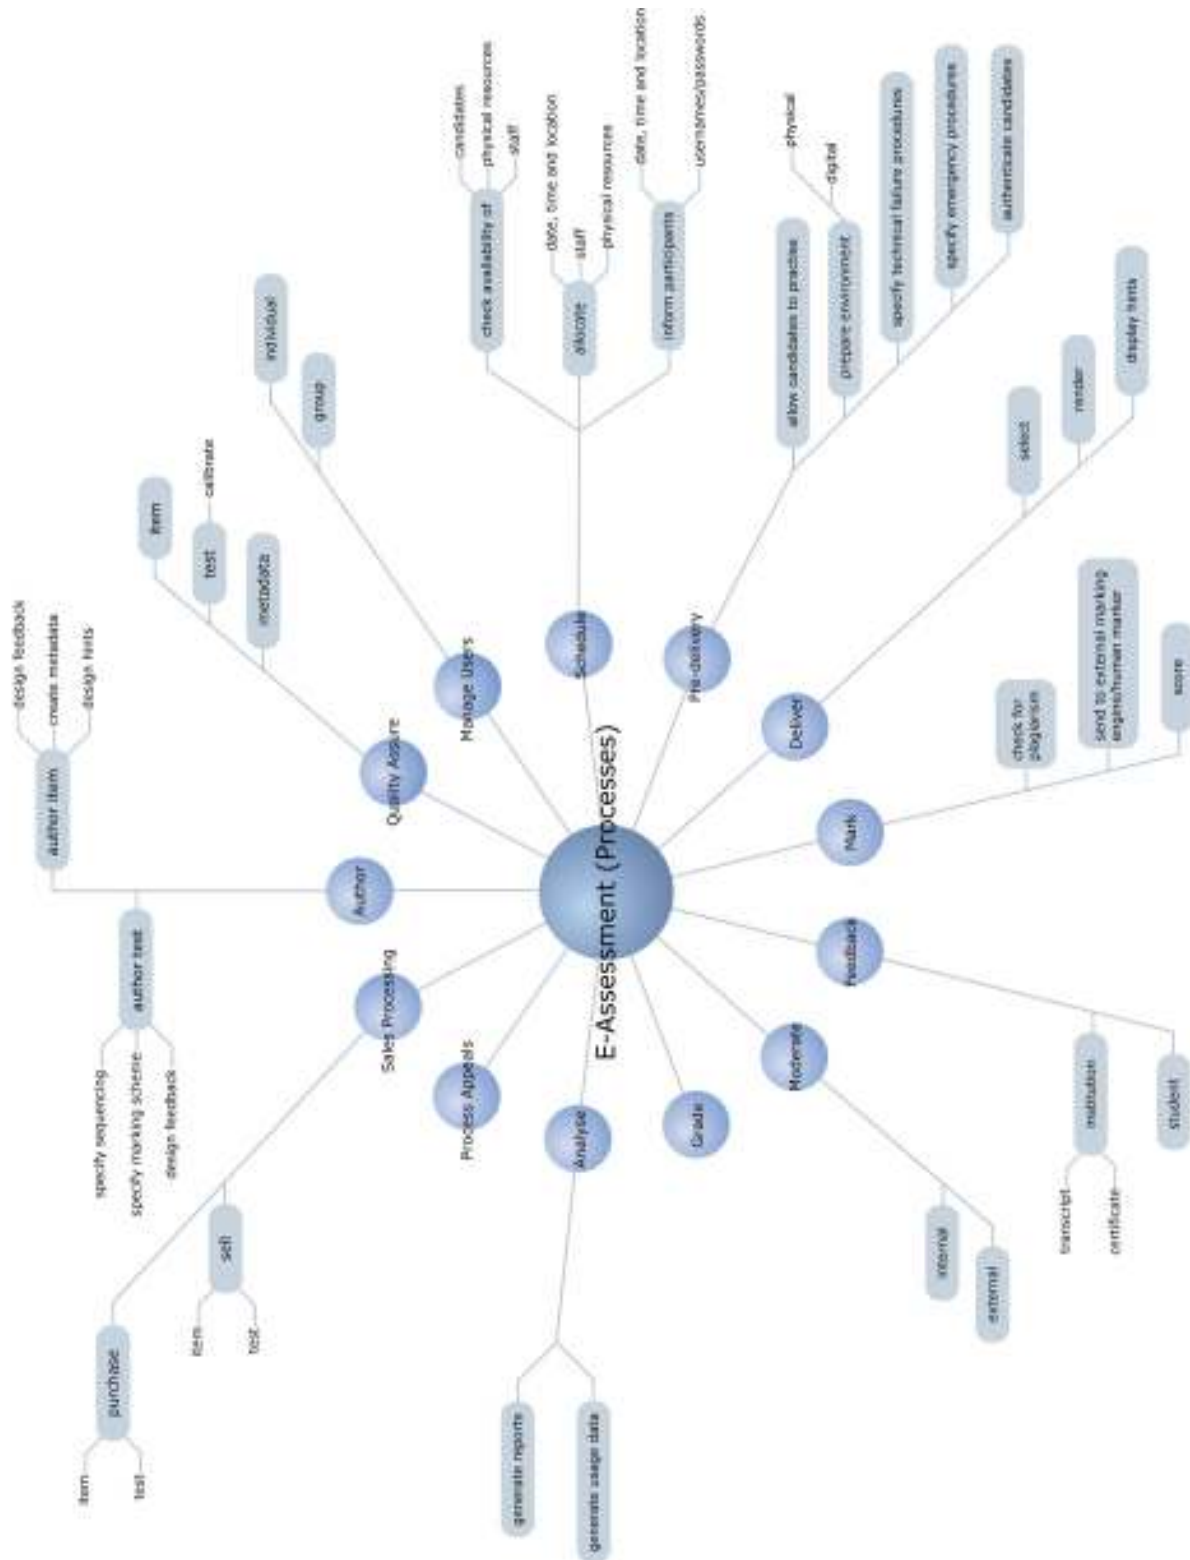 E-Assessment (Processes)
Author
author item
design feedback
create metadata
design hints
author test
specify sequencing
specify marking scheme
design feedback
Quality Assure
item
test
calibrate
metadata
Manage Users
individual
group
Schedule
check availability of
candidates
physical resources
staff
allocate
date, time and location
staff
physical resources
inform participants
date, time and location
usernames/passwords
Pre-delivery
allow candidates to practise
prepare environment
physical
digital
specify technical failure procedures
specify emergency procedures
authenticate candidates
Deliver
select
render
display hints
Mark
check for
plagiarism
send to external marking
engine/human marker
score
Feedback
institution
transcript
certificate
student
Moderate
internal
external
Grade
Analyse
generate reports
generate usage data
Process Appeals
Sales Processing
purchase
item
test
sell
item
test